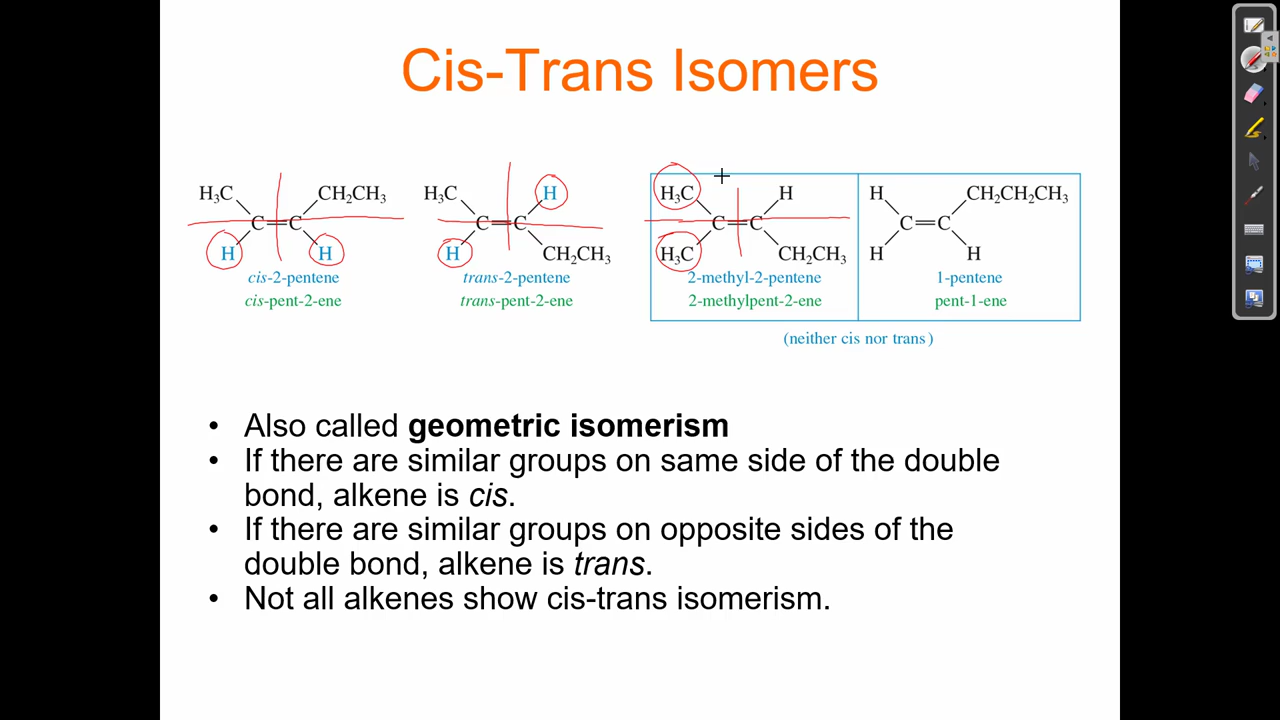 Cis-Trans Isomers
H₃C CH₂CH₃
C=C
H H
cis-2-pentene
cis-pent-2-ene
H₃C H
C=C
H CH₂CH₃
trans-2-pentene
trans-pent-2-ene
H₃C H
C=C
H₃C CH₂CH₃
2-methyl-2-pentene
2-methylpent-2-ene
H CH₂CH₂CH₃
C=C
H H
1-pentene
pent-1-ene
(neither cis nor trans)
• Also called geometric isomerism
• If there are similar groups on same side of the double
bond, alkene is cis.
• If there are similar groups on opposite sides of the
double bond, alkene is trans.
• Not all alkenes show cis-trans isomerism.